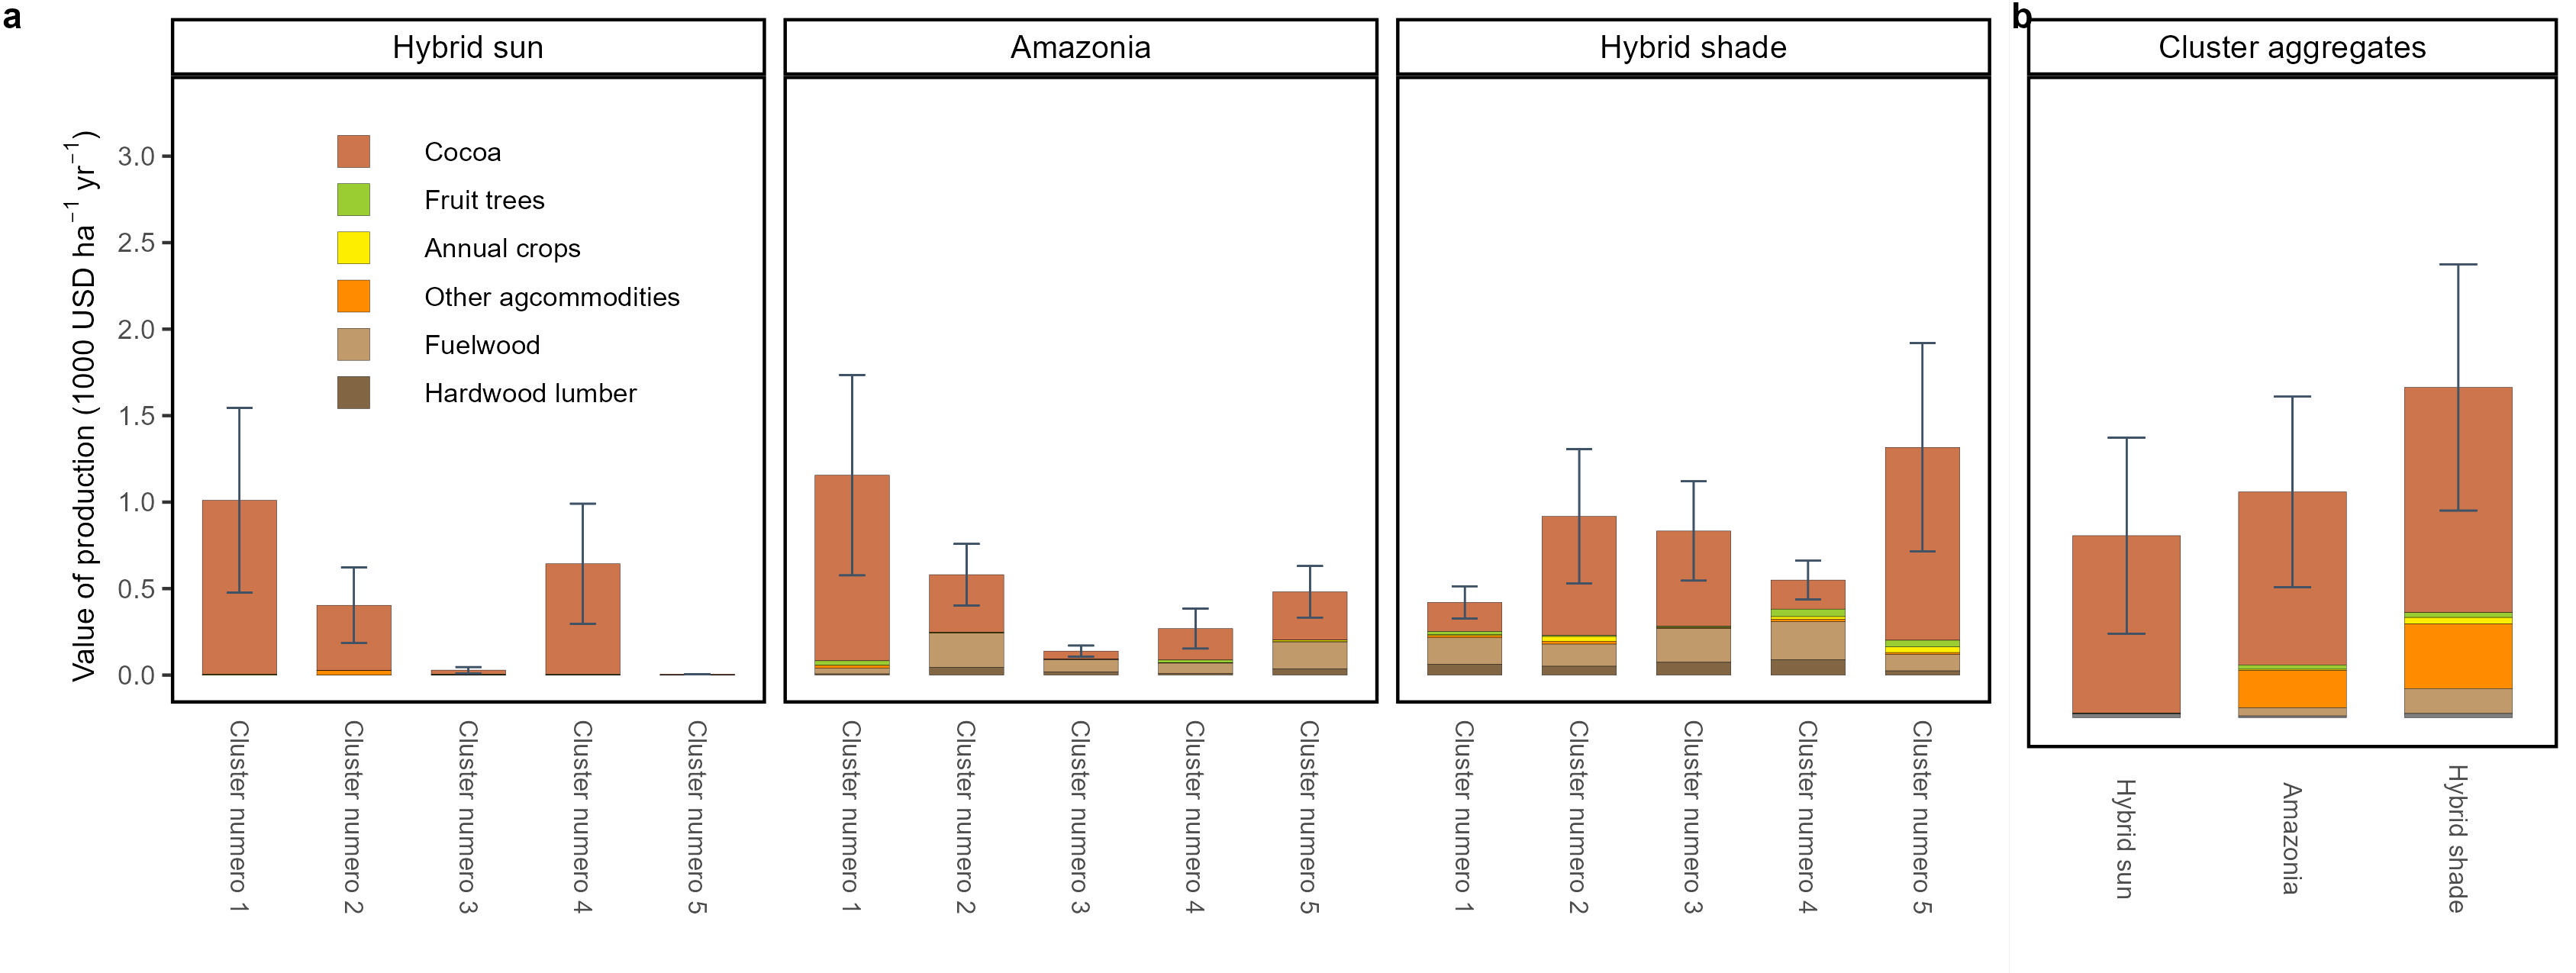 a
b
Hybrid sun
Amazonia
Hybrid shade
Cluster aggregates
Value of production (1000 USD ha⁻¹ yr⁻¹)
3.0
2.5
2.0
1.5
1.0
0.5
0.0
Cocoa
Fruit trees
Annual crops
Other agcommodities
Fuelwood
Hardwood lumber
Cluster numero 1
Cluster numero 2
Cluster numero 3
Cluster numero 4
Cluster numero 5
Cluster numero 1
Cluster numero 2
Cluster numero 3
Cluster numero 4
Cluster numero 5
Cluster numero 1
Cluster numero 2
Cluster numero 3
Cluster numero 4
Cluster numero 5
Hybrid sun
Amazonia
Hybrid shade